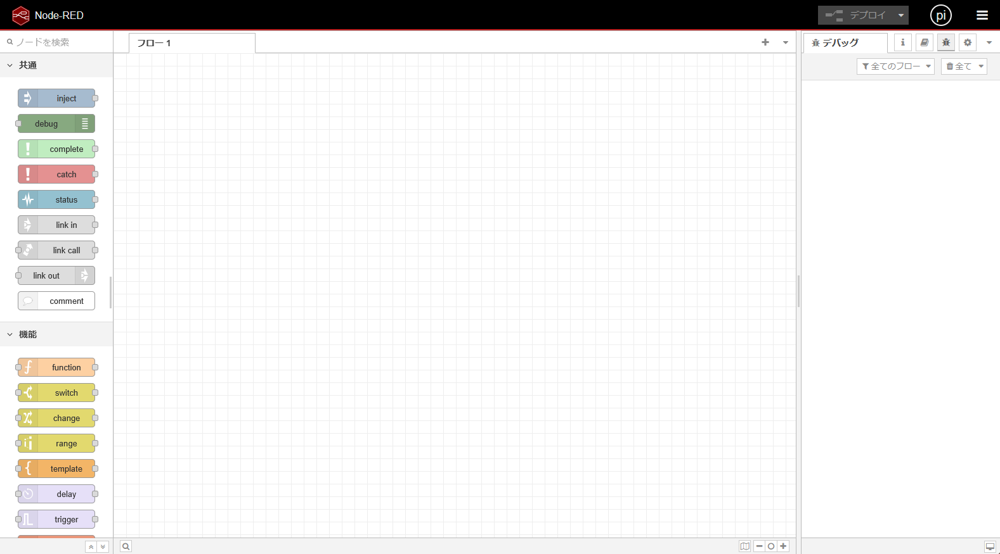 Node-RED
デプロイ
pi
ノードを検索
フロー 1
デバッグ
i
全てのフロー
全て
共通
inject
debug
complete
catch
status
link in
link call
link out
comment
機能
function
switch
change
range
template
delay
trigger